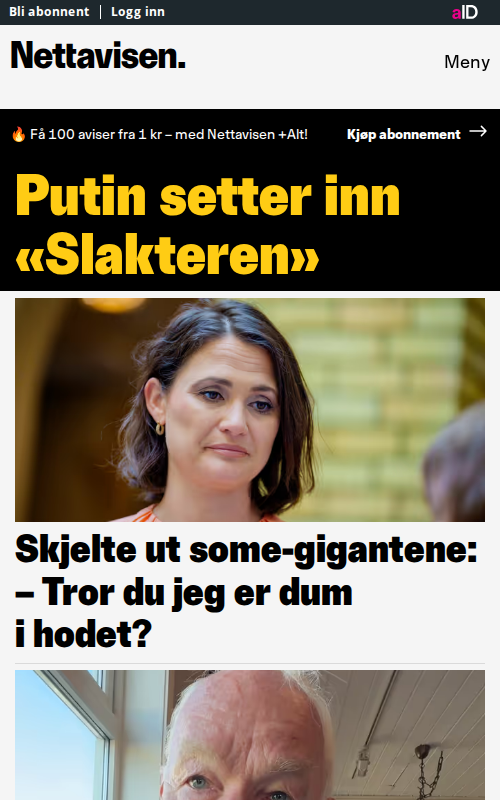 Bli abonnent | Logg inn
aID
Nettavisen.
Meny
🔥 Få 100 aviser fra 1 kr – med Nettavisen +Alt!
Kjøp abonnement →
Putin setter inn
«Slakteren»
Skjelte ut some-gigantene:
– Tror du jeg er dum
i hodet?